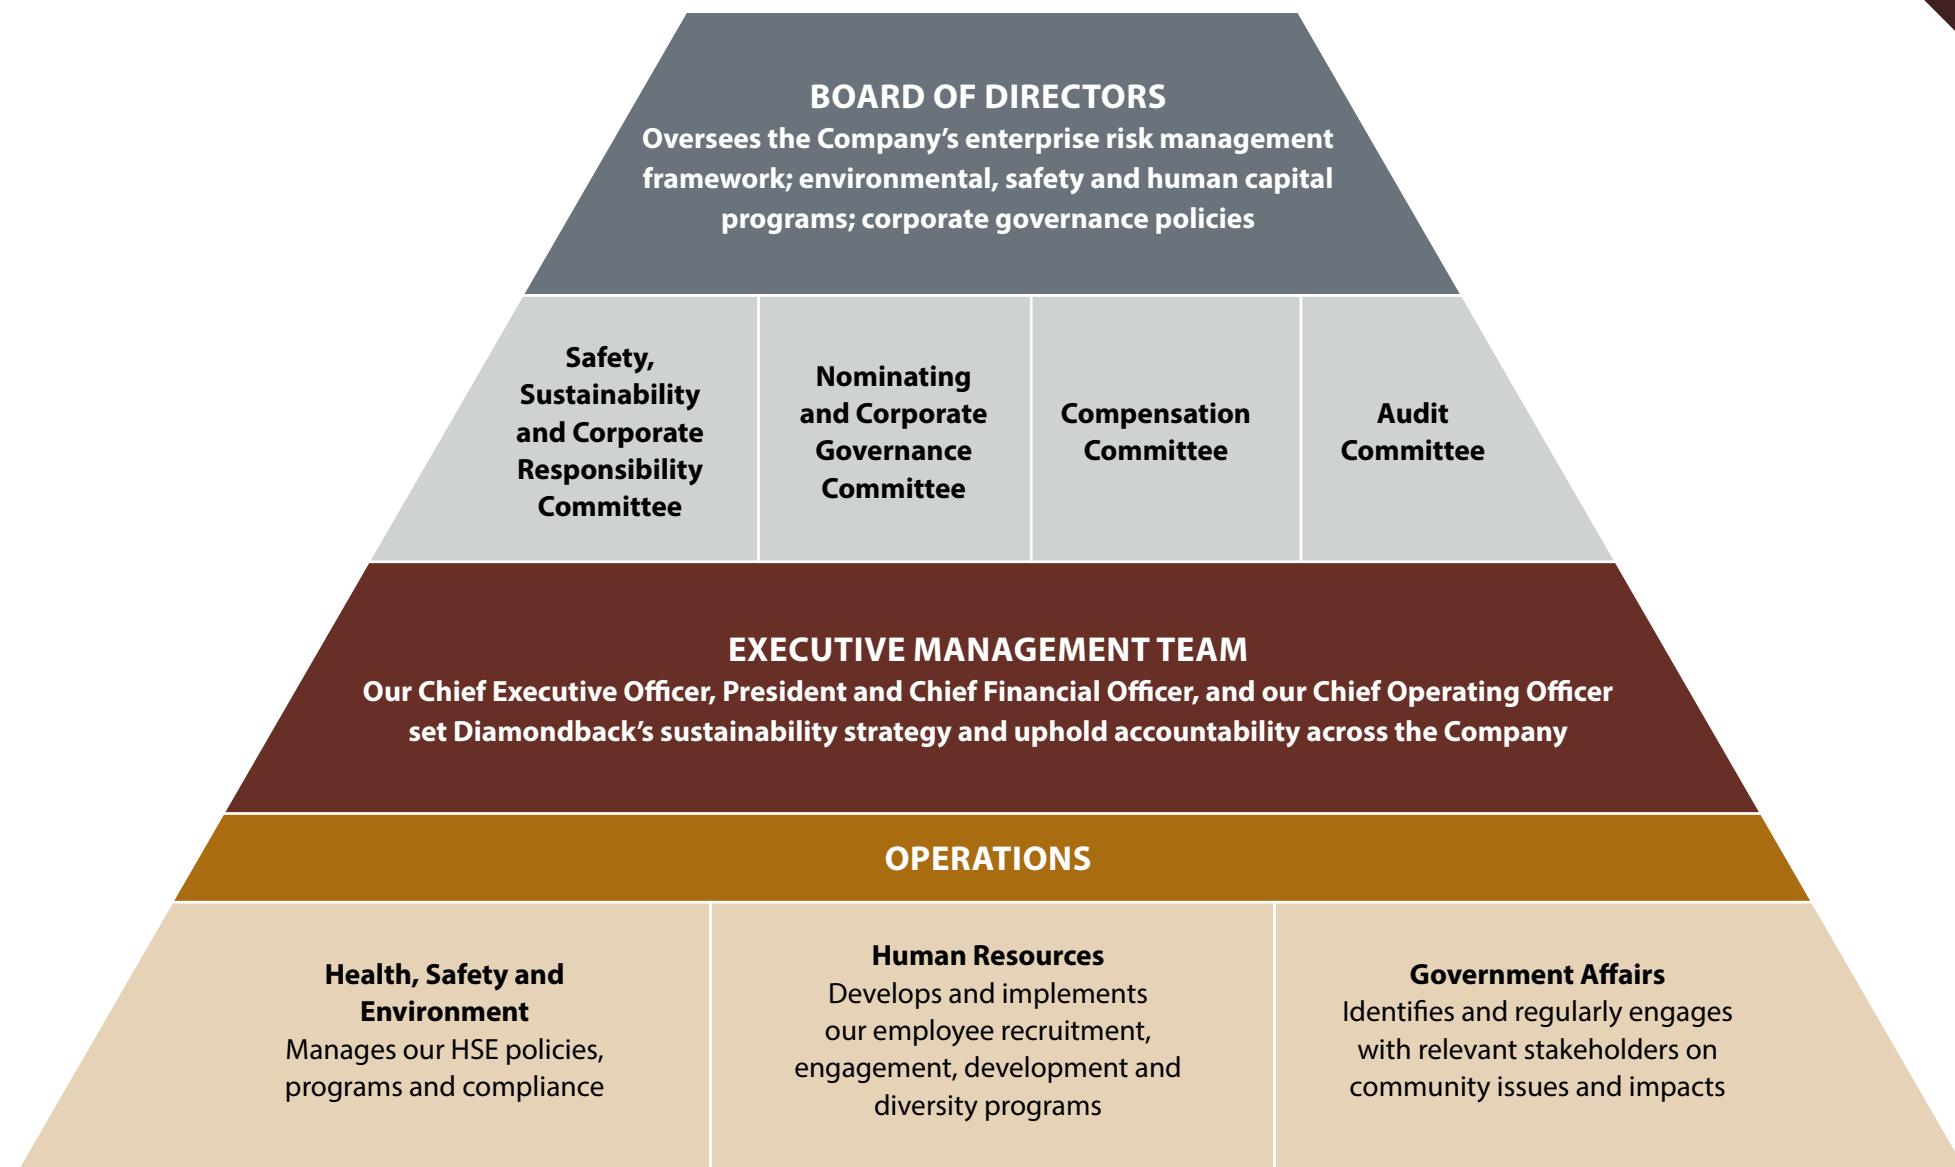 BOARD OF DIRECTORS
Oversees the Company’s enterprise risk management
framework; environmental, safety and human capital
programs; corporate governance policies
Safety,
Sustainability
and Corporate
Responsibility
Committee
Nominating
and Corporate
Governance
Committee
Compensation
Committee
Audit
Committee
EXECUTIVE MANAGEMENT TEAM
Our Chief Executive Officer, President and Chief Financial Officer, and our Chief Operating Officer
set Diamondback’s sustainability strategy and uphold accountability across the Company
OPERATIONS
Health, Safety and
Environment
Manages our HSE policies,
programs and compliance
Human Resources
Develops and implements
our employee recruitment,
engagement, development and
diversity programs
Government Affairs
Identifies and regularly engages
with relevant stakeholders on
community issues and impacts